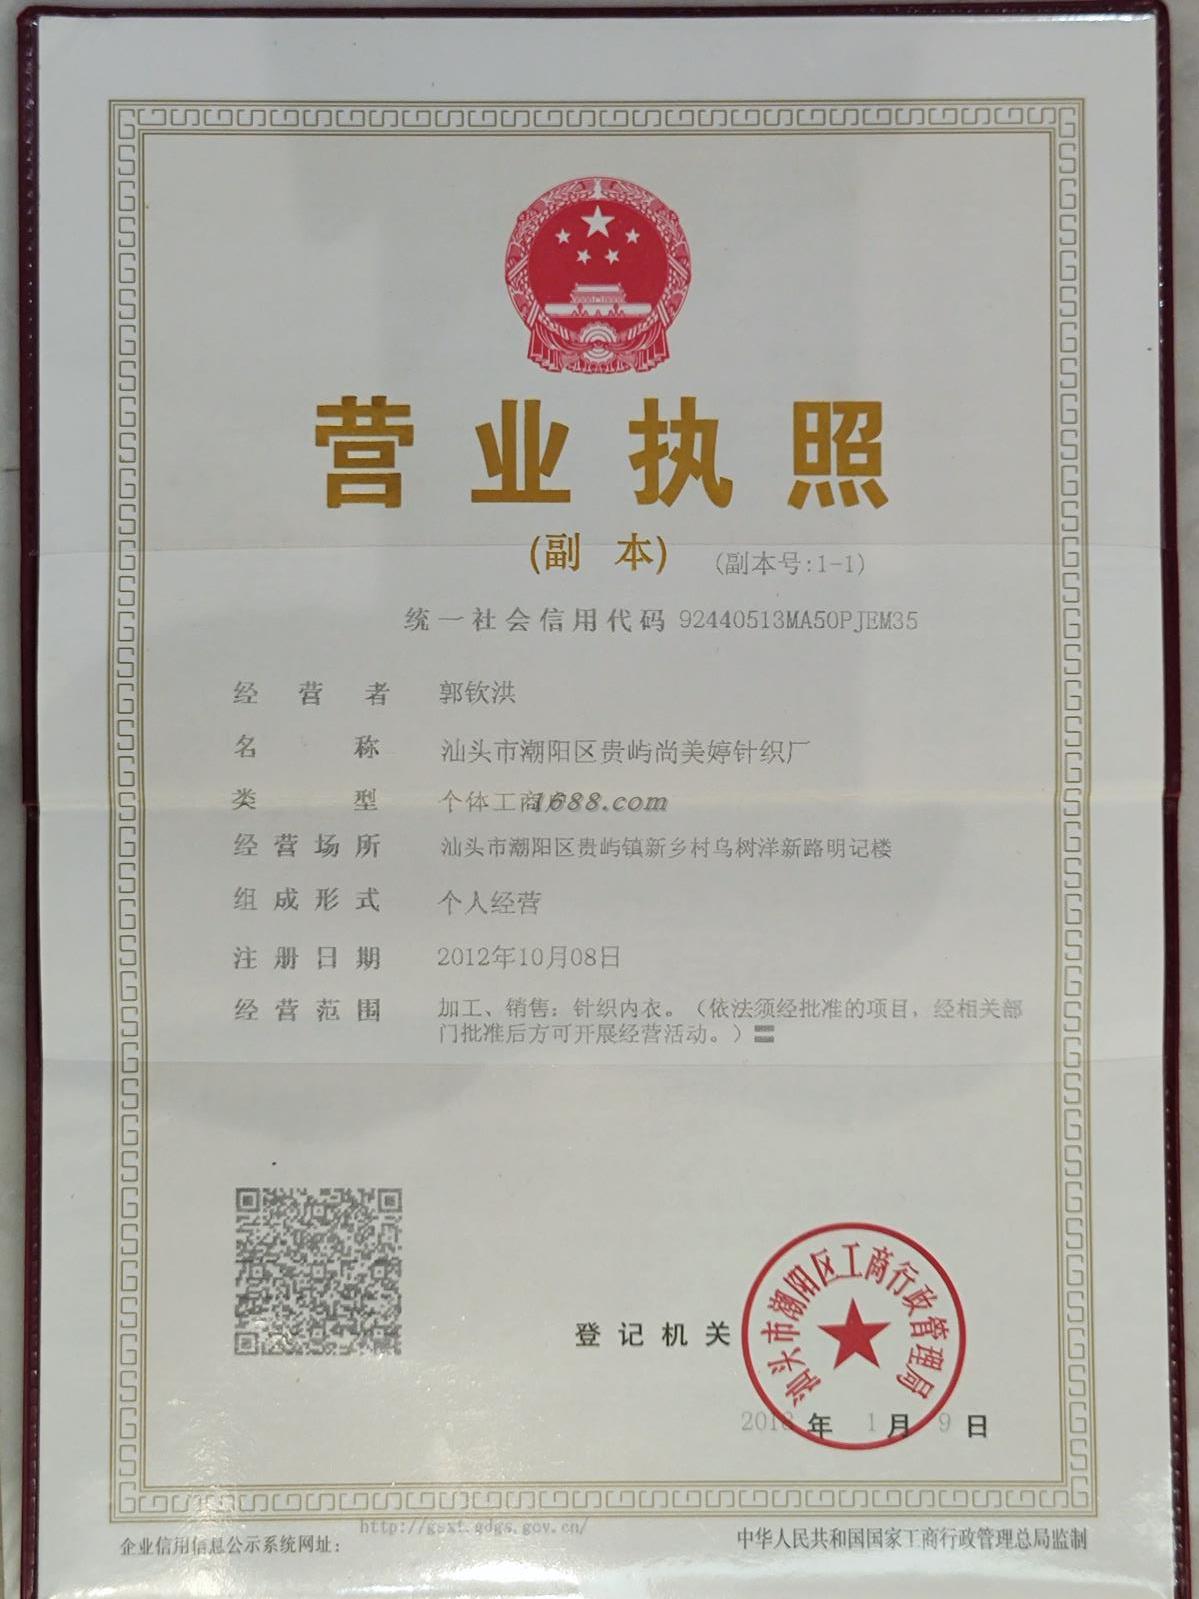 营业执照
(副 本) (副本号:1-1)
统一社会信用代码 92440513MA50PJEM35
经营者 郭钦洪
名称 汕头市潮阳区贵屿尚美婷针织厂
类型 个体工商户
1688.com
经营场所 汕头市潮阳区贵屿镇新乡村乌树洋新路明记楼
组成形式 个人经营
注册日期 2012年10月08日
经营范围 加工、销售：针织内衣。（依法须经批准的项目，经相关部
门批准后方可开展经营活动。）
汕头市潮阳区工商行政管理局
登记机关
年 1月 9日
http://gsxt.gdgs.gov.cn/
企业信用信息公示系统网址：
中华人民共和国国家工商行政管理总局监制